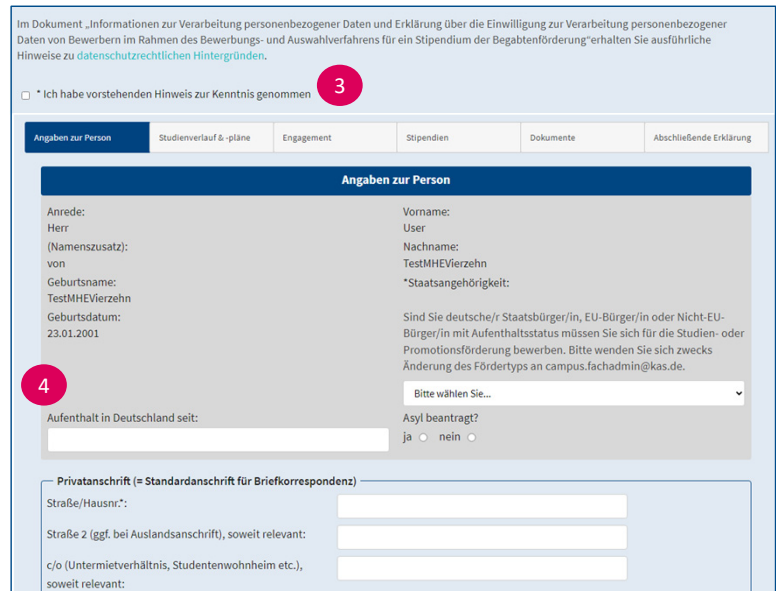 Im Dokument „Informationen zur Verarbeitung personenbezogener Daten und Erklärung über die Einwilligung zur Verarbeitung personenbezogener
Daten von Bewerbern im Rahmen des Bewerbungs- und Auswahlverfahrens für ein Stipendium der Begabtenförderung“erhalten Sie ausführliche
Hinweise zu datenschutzrechtlichen Hintergründen.
* Ich habe vorstehenden Hinweis zur Kenntnis genommen
3
Angaben zur Person
Studienverlauf & -pläne
Engagement
Stipendien
Dokumente
Abschließende Erklärung
Angaben zur Person
Anrede:
Herr
(Namenszusatz):
von
Geburtsname:
TestMHEVierzehn
Geburtsdatum:
23.01.2001
Vorname:
User
Nachname:
TestMHEVierzehn
*Staatsangehörigkeit:
Sind Sie deutsche/r Staatsbürger/in, EU-Bürger/in oder Nicht-EU-
Bürger/in mit Aufenthaltsstatus müssen Sie sich für die Studien- oder
Promotionsförderung bewerben. Bitte wenden Sie sich zwecks
Änderung des Fördertyps an campus.fachadmin@kas.de.
Bitte wählen Sie...
4
Aufenthalt in Deutschland seit:
Asyl beantragt?
ja nein
Privatanschrift (= Standardanschrift für Briefkorrespondenz)
Straße/Hausnr.*:
Straße 2 (ggf. bei Auslandsanschrift), soweit relevant:
c/o (Untermietverhältnis, Studentenwohnheim etc.),
soweit relevant: